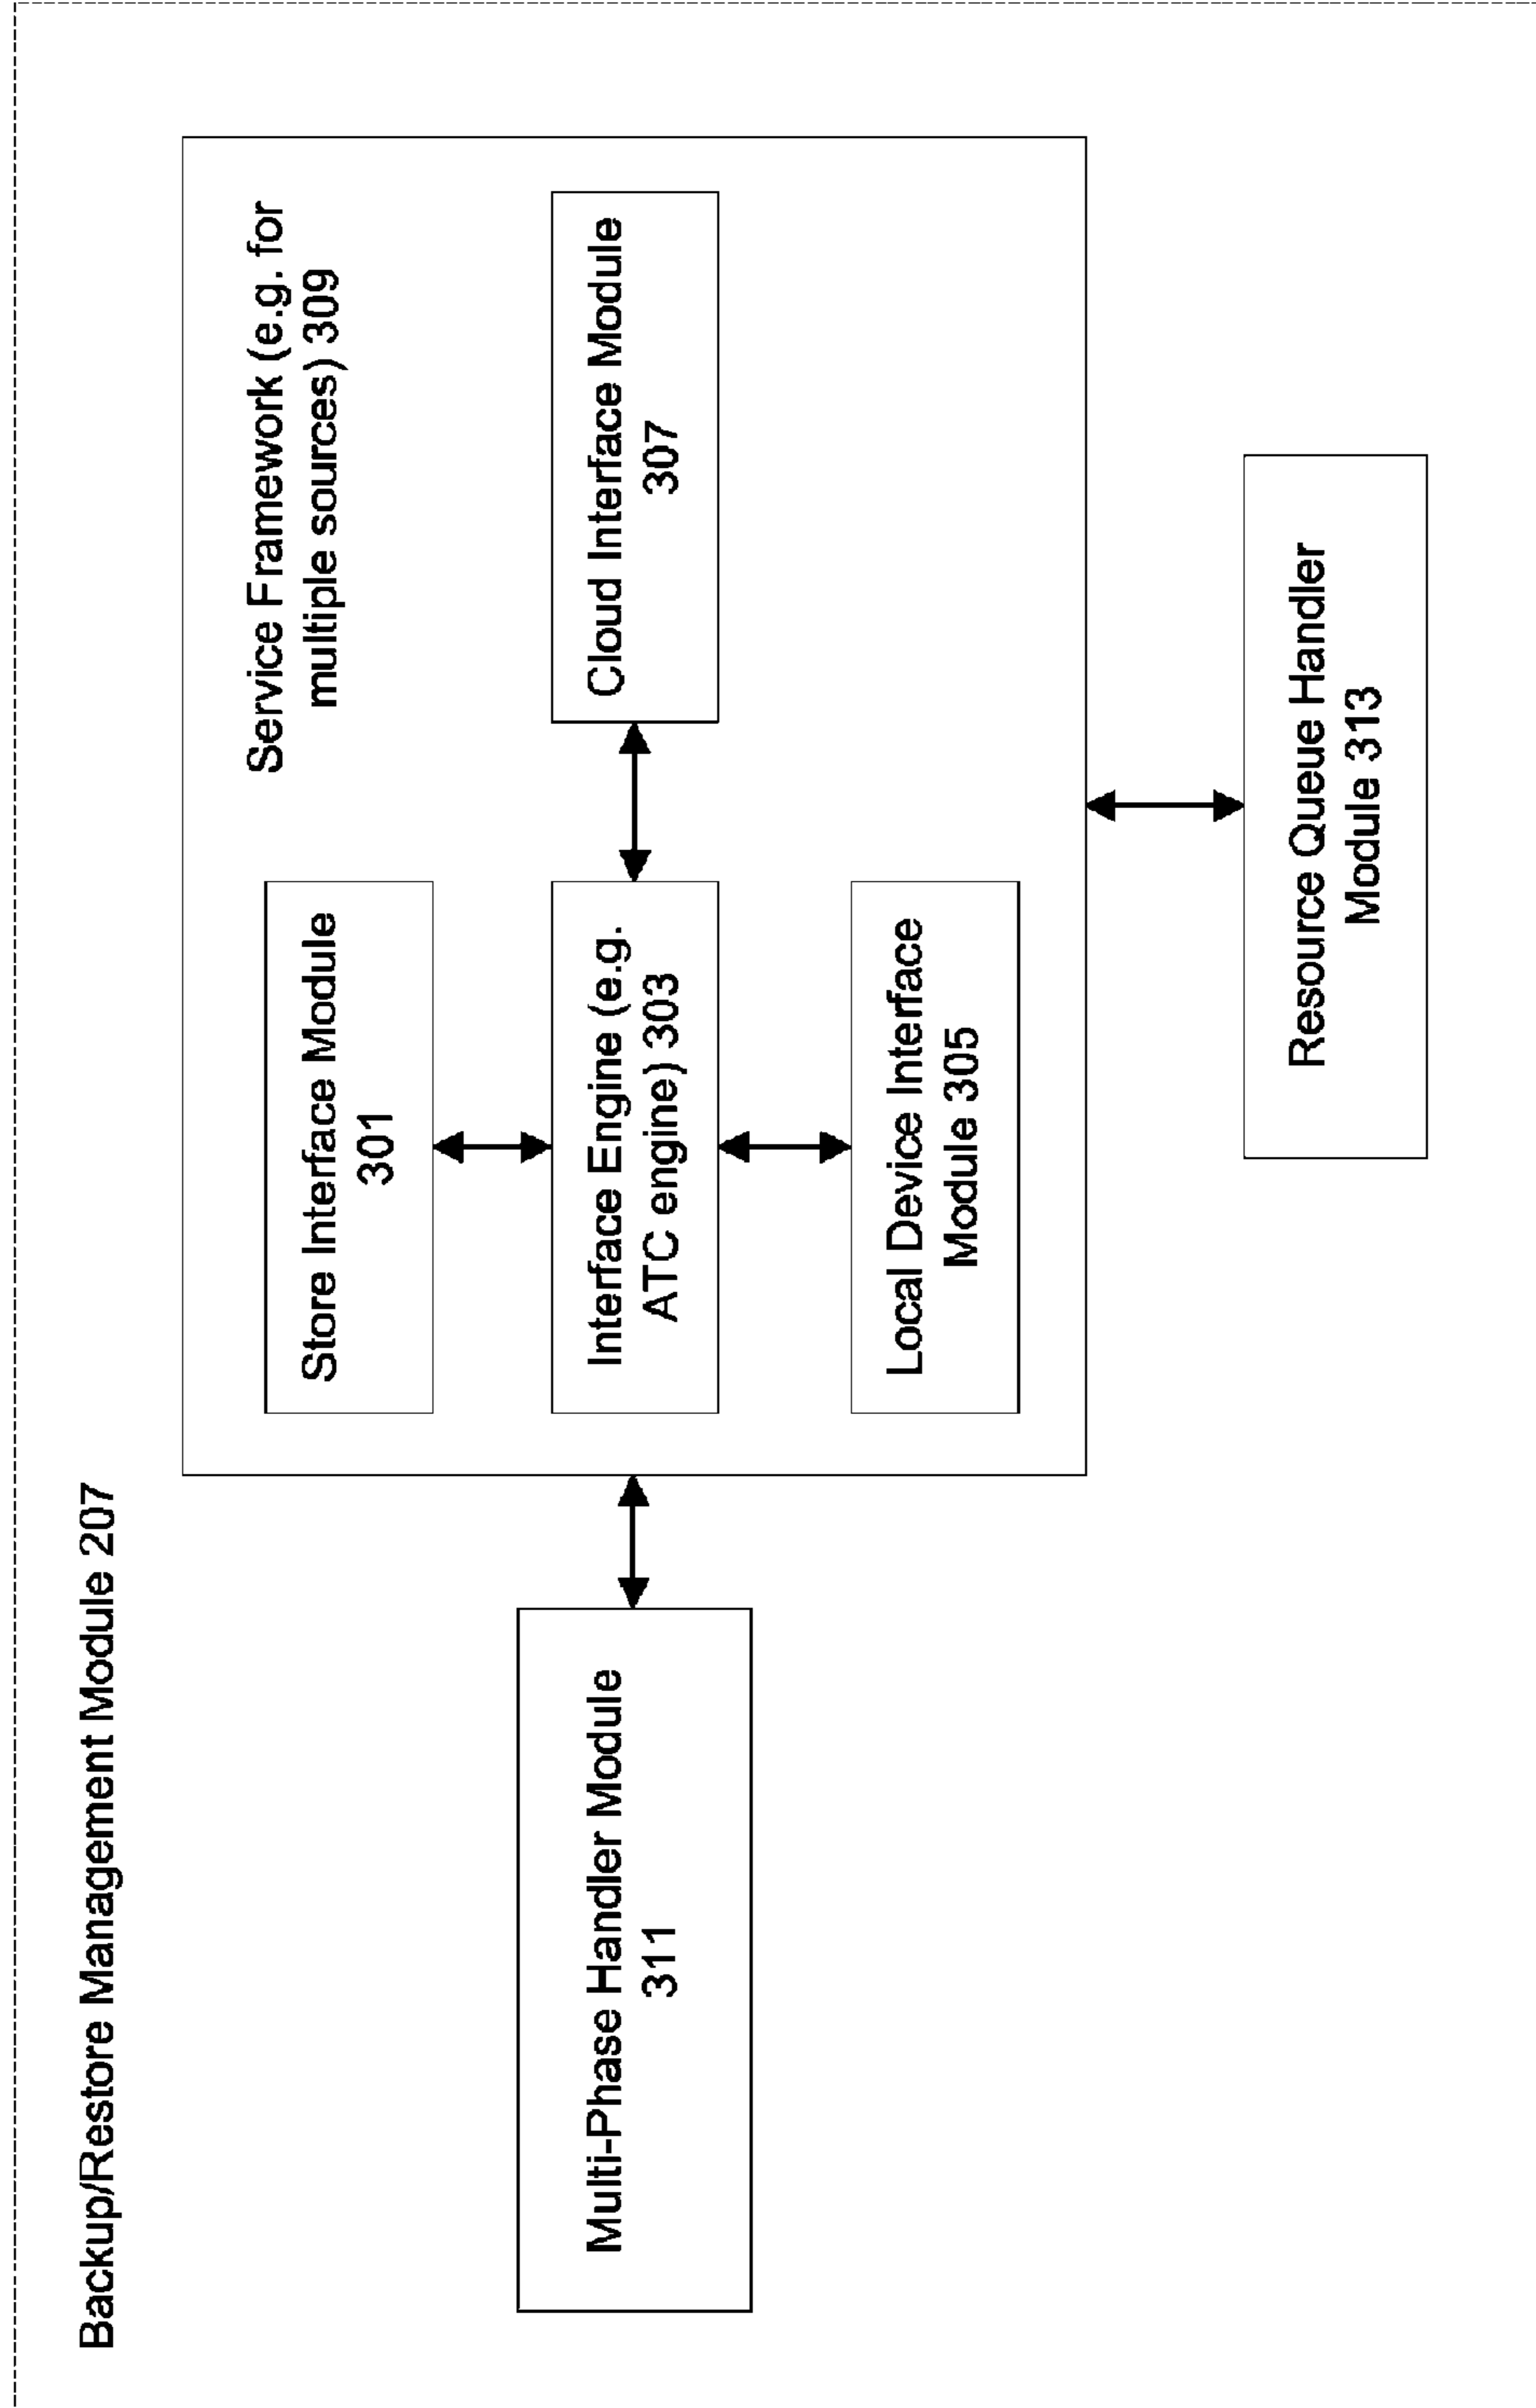 Backup/Restore Management Module 207
Service Framework (e.g. for
multiple sources) 309
Store Interface Module
301
Multi-Phase Handler Module
311
Interface Engine (e.g.
ATC engine) 303
Cloud Interface Module
307
Local Device Interface
Module 305
Resource Queue Handler
Module 313